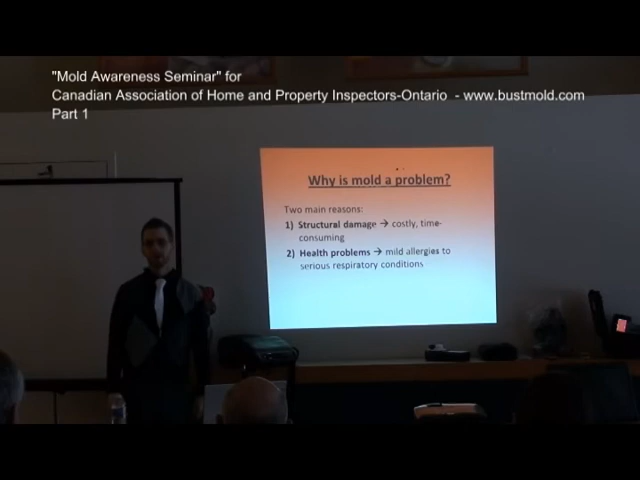 "Mold Awareness Seminar" for
Canadian Association of Home and Property Inspectors-Ontario - www.bustmold.com
Part 1
Why is mold a problem?
Two main reasons:
1) Structural damage → costly, time-
consuming
2) Health problems → mild allergies to
serious respiratory conditions